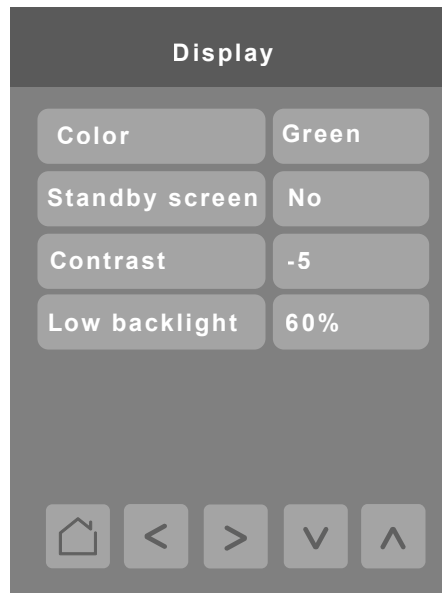 Display
Color Green
Standby screen No
Contrast -5
Low backlight 60%
< > v ʌ